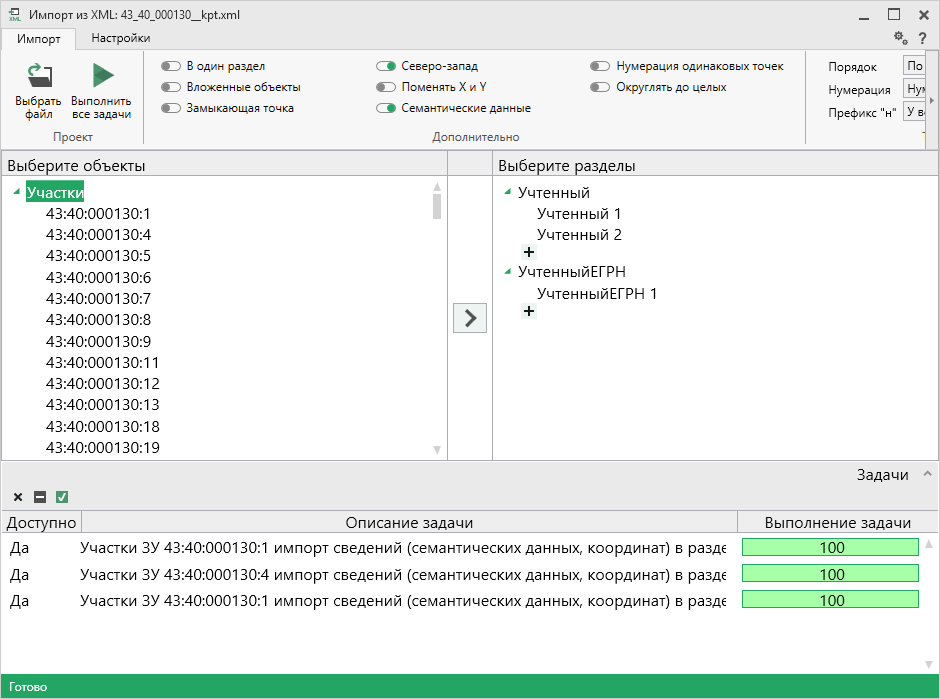 Импорт из XML: 43_40_000130__kpt.xml
Импорт Настройки
Выбрать файл
Выполнить все задачи
Проект
В один раздел
Вложенные объекты
Замыкающая точка
Северо-запад
Поменять X и Y
Семантические данные
Нумерация одинаковых точек
Округлять до целых
Дополнительно
Порядок По
Нумерация Нум
Префикс "н" У в
Выберите объекты
Участки
43:40:000130:1
43:40:000130:4
43:40:000130:5
43:40:000130:6
43:40:000130:7
43:40:000130:8
43:40:000130:9
43:40:000130:11
43:40:000130:12
43:40:000130:13
43:40:000130:18
43:40:000130:19
Выберите разделы
Учтенный
Учтенный 1
Учтенный 2
УчтенныйЕГРН
УчтенныйЕГРН 1
Задачи
Доступно Описание задачи Выполнение задачи
Да Участки ЗУ 43:40:000130:1 импорт сведений (семантических данных, координат) в разде 100
Да Участки ЗУ 43:40:000130:4 импорт сведений (семантических данных, координат) в разде 100
Да Участки ЗУ 43:40:000130:1 импорт сведений (семантических данных, координат) в разде 100
Готово